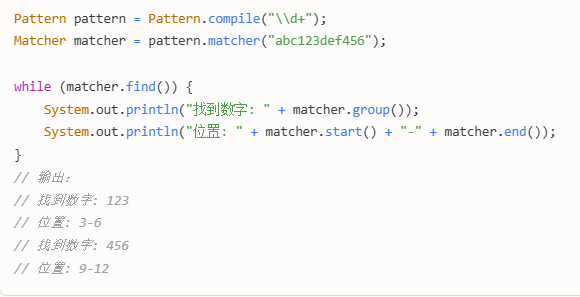 Pattern pattern = Pattern.compile("\\d+");
Matcher matcher = pattern.matcher("abc123def456");
while (matcher.find()) {
    System.out.println("找到数字: " + matcher.group());
    System.out.println("位置: " + matcher.start() + "-" + matcher.end());
}
// 输出:
// 找到数字: 123
// 位置: 3-6
// 找到数字: 456
// 位置: 9-12